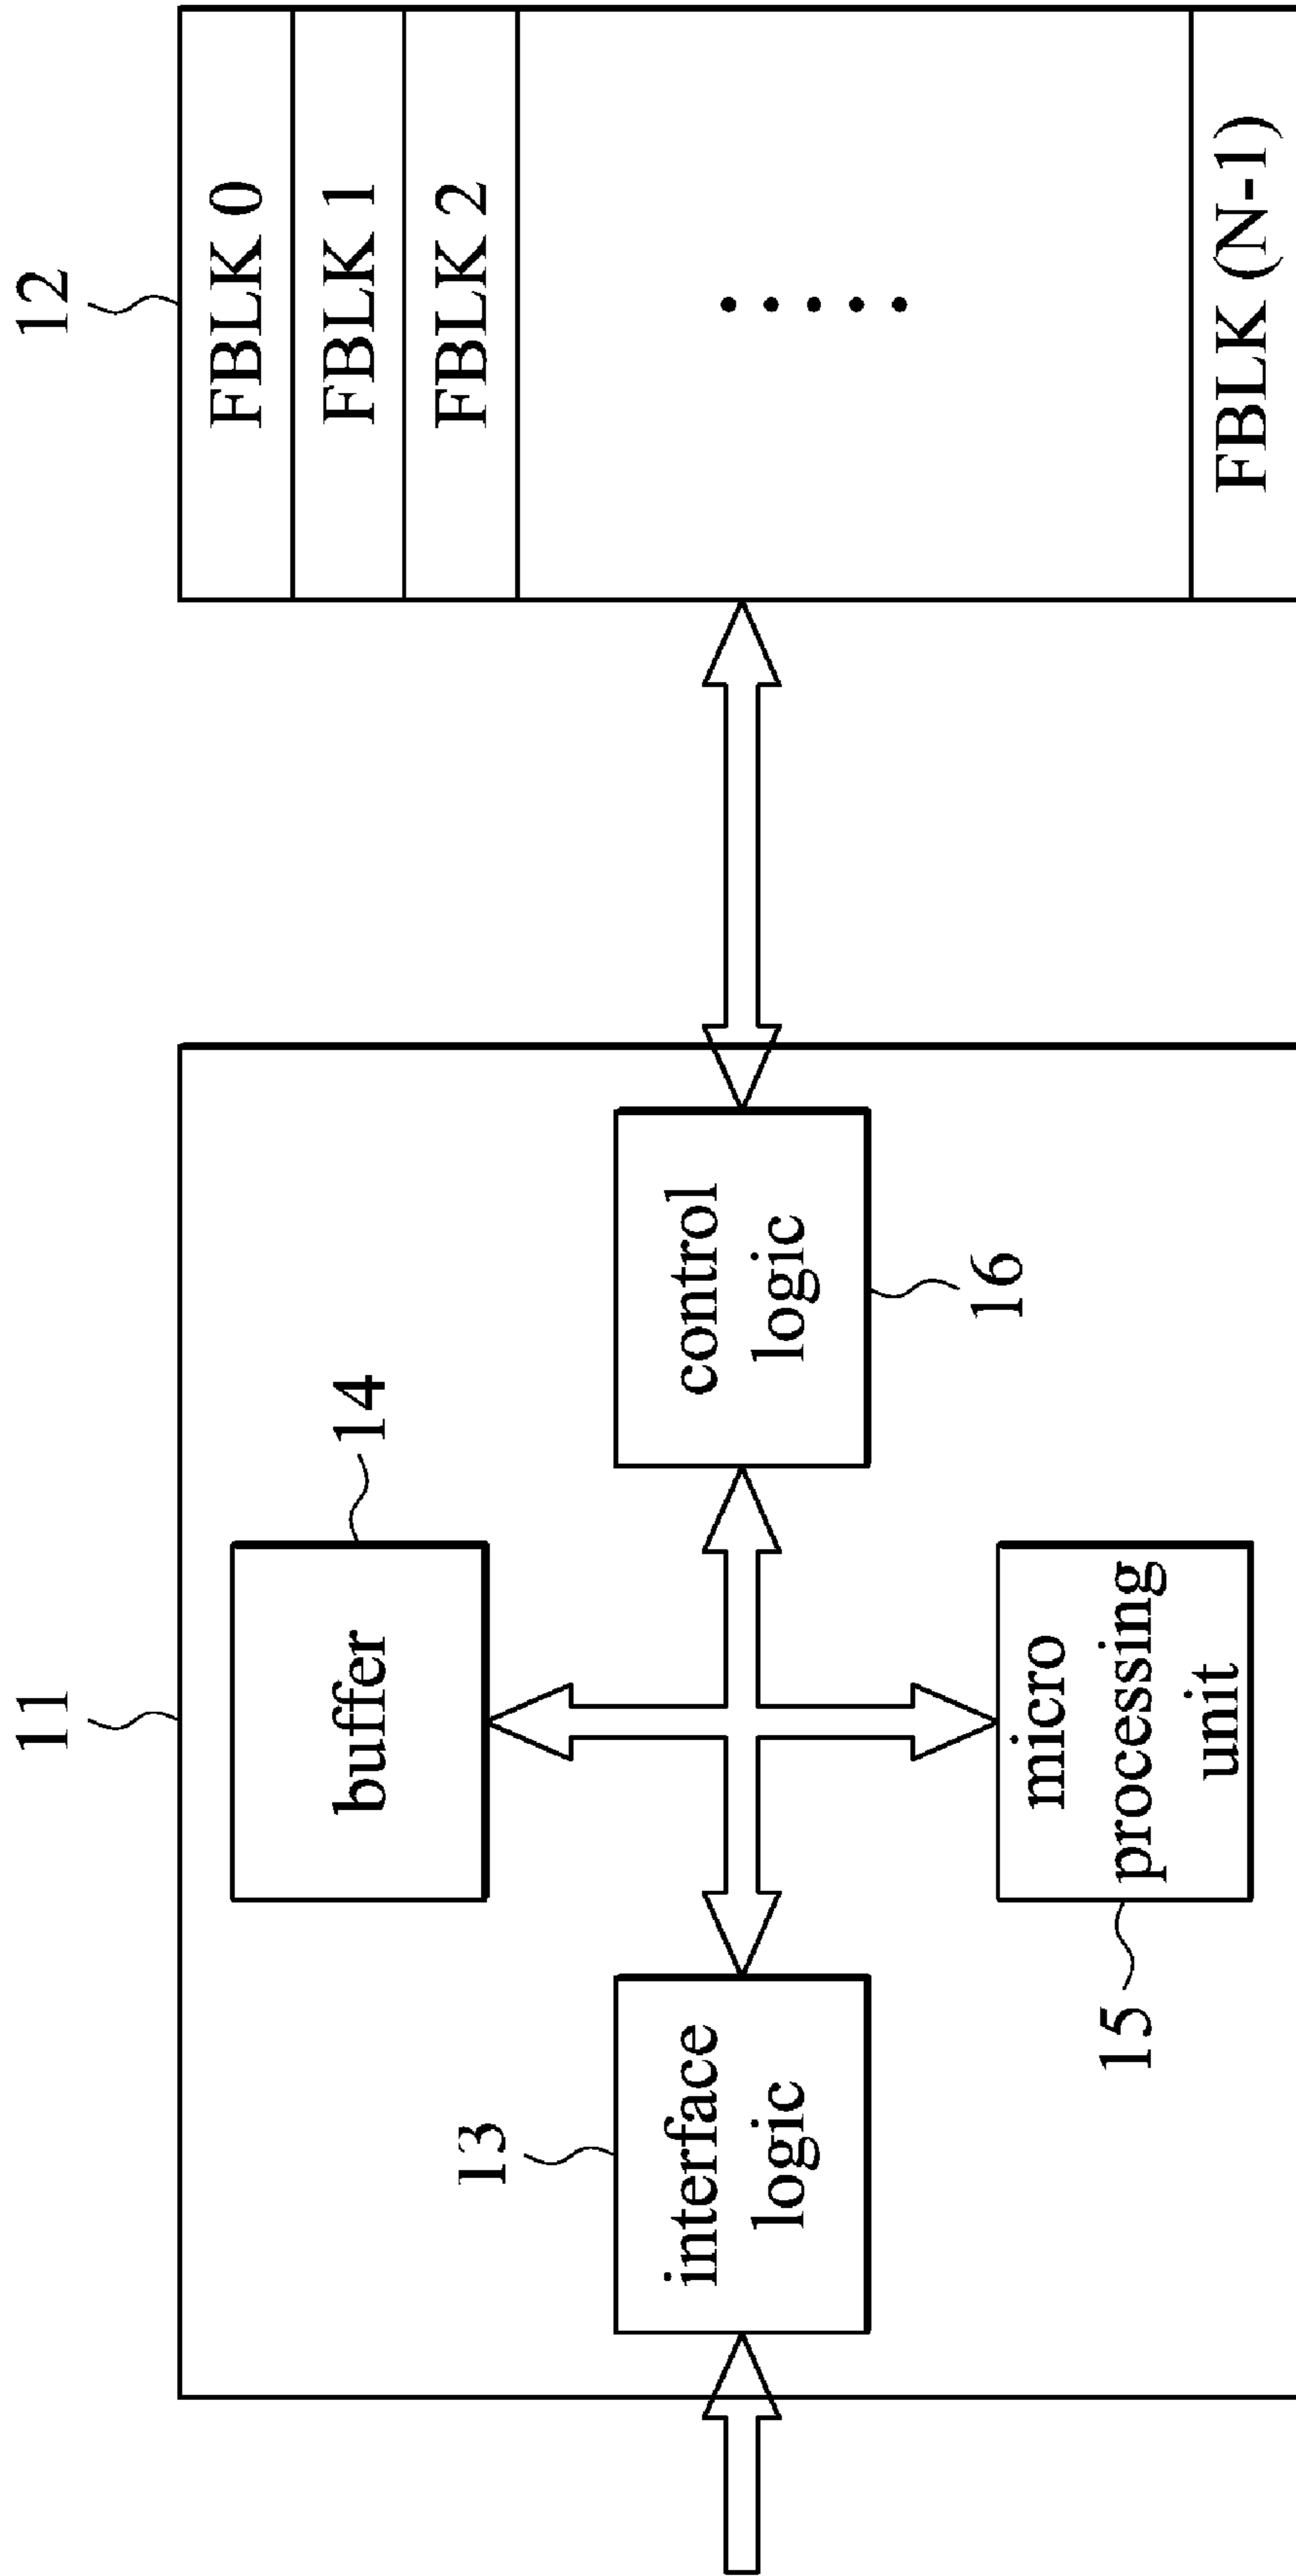 11
12
buffer
14
FBLK 0
FBLK 1
FBLK 2
13
interface
logic
control
logic
16
15
micro
processing
unit
FBLK (N-1)